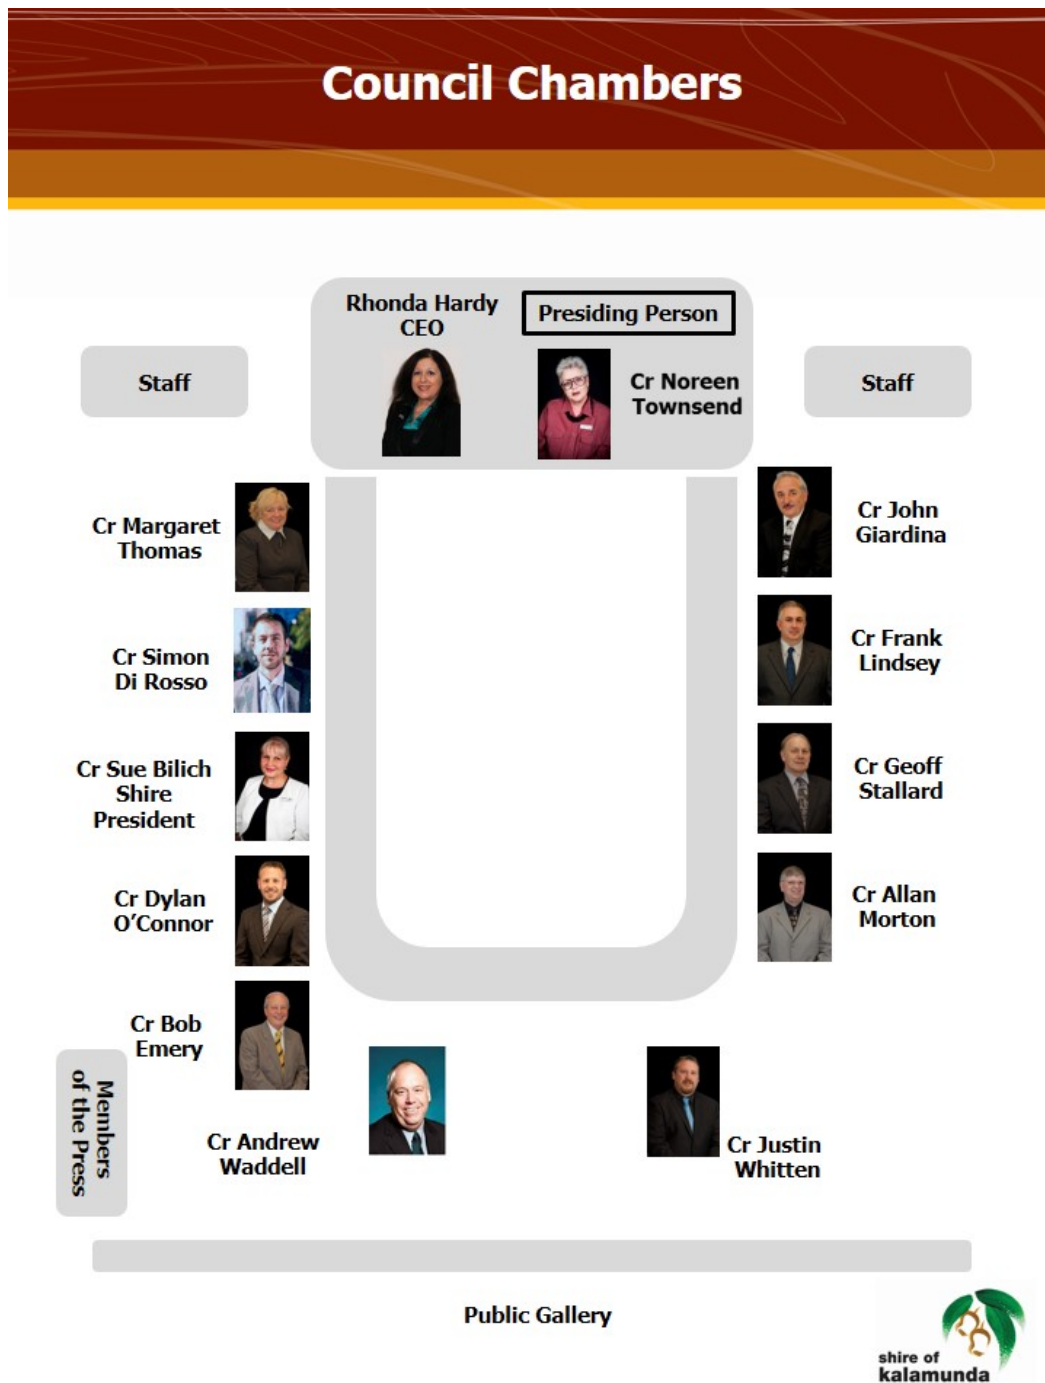 Council Chambers
Rhonda Hardy
CEO
Presiding Person
Cr Noreen
Townsend
Staff
Staff
Cr Margaret
Thomas
Cr John
Giardina
Cr Simon
Di Rosso
Cr Frank
Lindsey
Cr Sue Bilich
Shire
President
Cr Geoff
Stallard
Cr Dylan
O’Connor
Cr Allan
Morton
Cr Bob
Emery
Members
of the Press
Cr Andrew
Waddell
Cr Justin
Whitten
Public Gallery
shire of
kalamunda